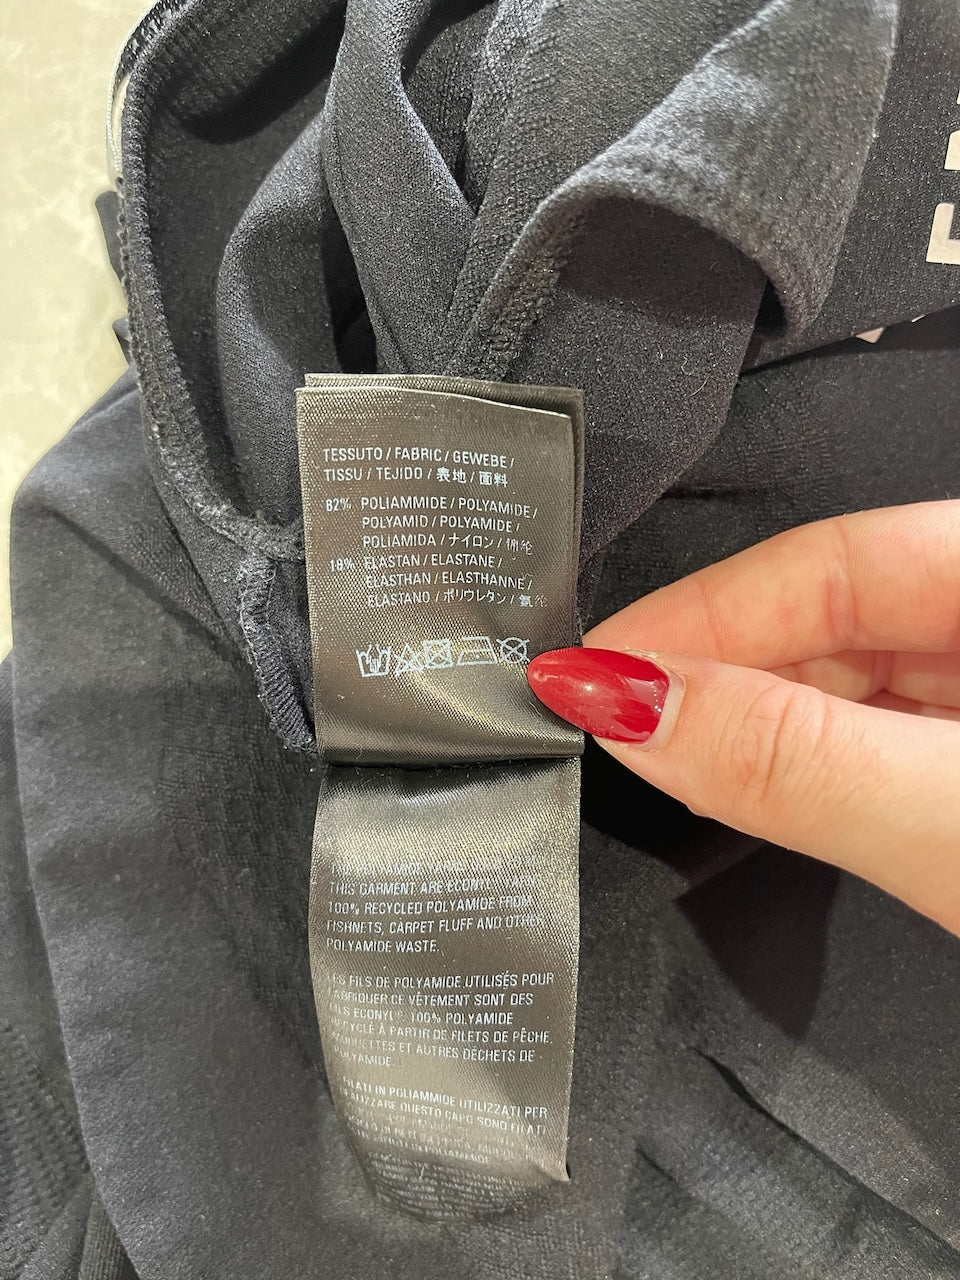 TESSUTO / FABRIC / GEWEBE /
TISSU / TEJIDO / 表地 / 面料
82% POLIAMMIDE / POLYAMIDE /
POLYAMID / POLYAMIDE /
POLIAMIDA / ナイロン /
18% ELASTAN / ELASTANE /
ELASTHAN / ELASTHANNE /
ELASTANO / ポリウレタン /
THIS GARMENT ARE ECONYL
100% RECYCLED POLYAMIDE FROM
FISHNETS, CARPET FLUFF AND OTHER
POLYAMIDE WASTE.
LES FILS DE POLYAMIDE UTILISÉS POUR
FABRIQUER CE VÊTEMENT SONT DES
FILS ECONYL® 100% POLYAMIDE
RECYCLÉ À PARTIR DE FILETS DE PÊCHE,
MOQUETTES ET AUTRES DÉCHETS DE
POLYAMIDE.
FILATI IN POLIAMMIDE UTILIZZATI PER
REALIZZARE QUESTO CAPO SONO FILATI